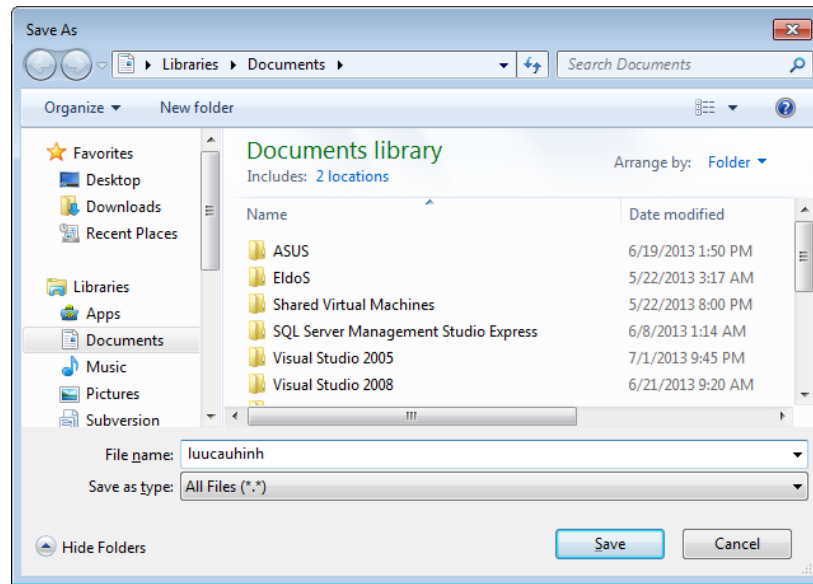 Save As
Libraries Documents
Search Documents
Organize New folder
Favorites
Desktop
Downloads
Recent Places
Libraries
Apps
Documents
Music
Pictures
Subversion
Documents library
Includes: 2 locations
Arrange by: Folder
Name Date modified
ASUS 6/19/2013 1:50 PM
EldoS 5/22/2013 3:17 AM
Shared Virtual Machines 5/22/2013 8:00 PM
SQL Server Management Studio Express 6/8/2013 1:14 AM
Visual Studio 2005 7/1/2013 9:45 PM
Visual Studio 2008 6/21/2013 9:20 AM
File name: luucauhinh
Save as type: All Files (*.*)
Hide Folders Save Cancel